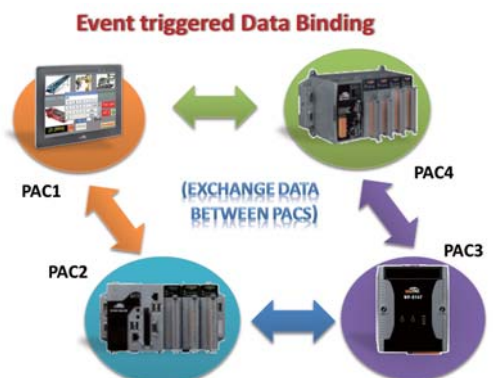 Event triggered Data Binding
PAC1
PAC4
(EXCHANGE DATA
BETWEEN PACS)
PAC2
PAC3